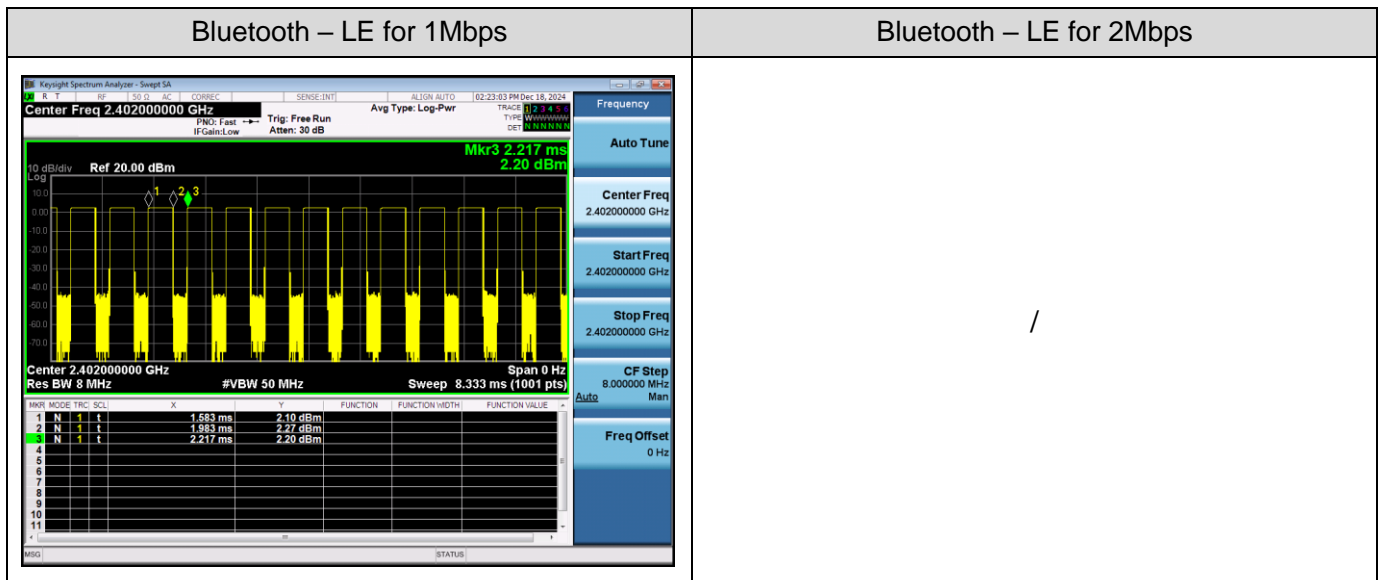 Bluetooth – LE for 1Mbps
Bluetooth – LE for 2Mbps
Keysight Spectrum Analyzer - Swept SA
R T RF 50 Ω AC CORREC SENSE:INT ALIGN AUTO 02:23:03 PM Dec 18, 2024
Center Freq 2.402000000 GHz
PNO: Fast
IFGain:Low
Trig: Free Run
Atten: 30 dB
Avg Type: Log-Pwr
TRACE 1 2 3 4 5 6
TYPE WWWWWW
DET N N N N N N
Mkr3 2.217 ms
2.20 dBm
10 dB/div Ref 20.00 dBm
Log
10.0
0.00
-10.0
-20.0
-30.0
-40.0
-50.0
-60.0
-70.0
1 2 3
Center 2.402000000 GHz Span 0 Hz
Res BW 8 MHz #VBW 50 MHz Sweep 8.333 ms (1001 pts)
MKR MODE TRC SCL X Y FUNCTION FUNCTION WIDTH FUNCTION VALUE
1 N 1 t 1.583 ms 2.10 dBm
2 N 1 t 1.983 ms 2.27 dBm
3 N 1 t 2.217 ms 2.20 dBm
4
5
6
7
8
9
10
11
MSG STATUS
Frequency
Auto Tune
Center Freq
2.402000000 GHz
Start Freq
2.402000000 GHz
Stop Freq
2.402000000 GHz
CF Step
8.000000 MHz
Auto Man
Freq Offset
0 Hz
/